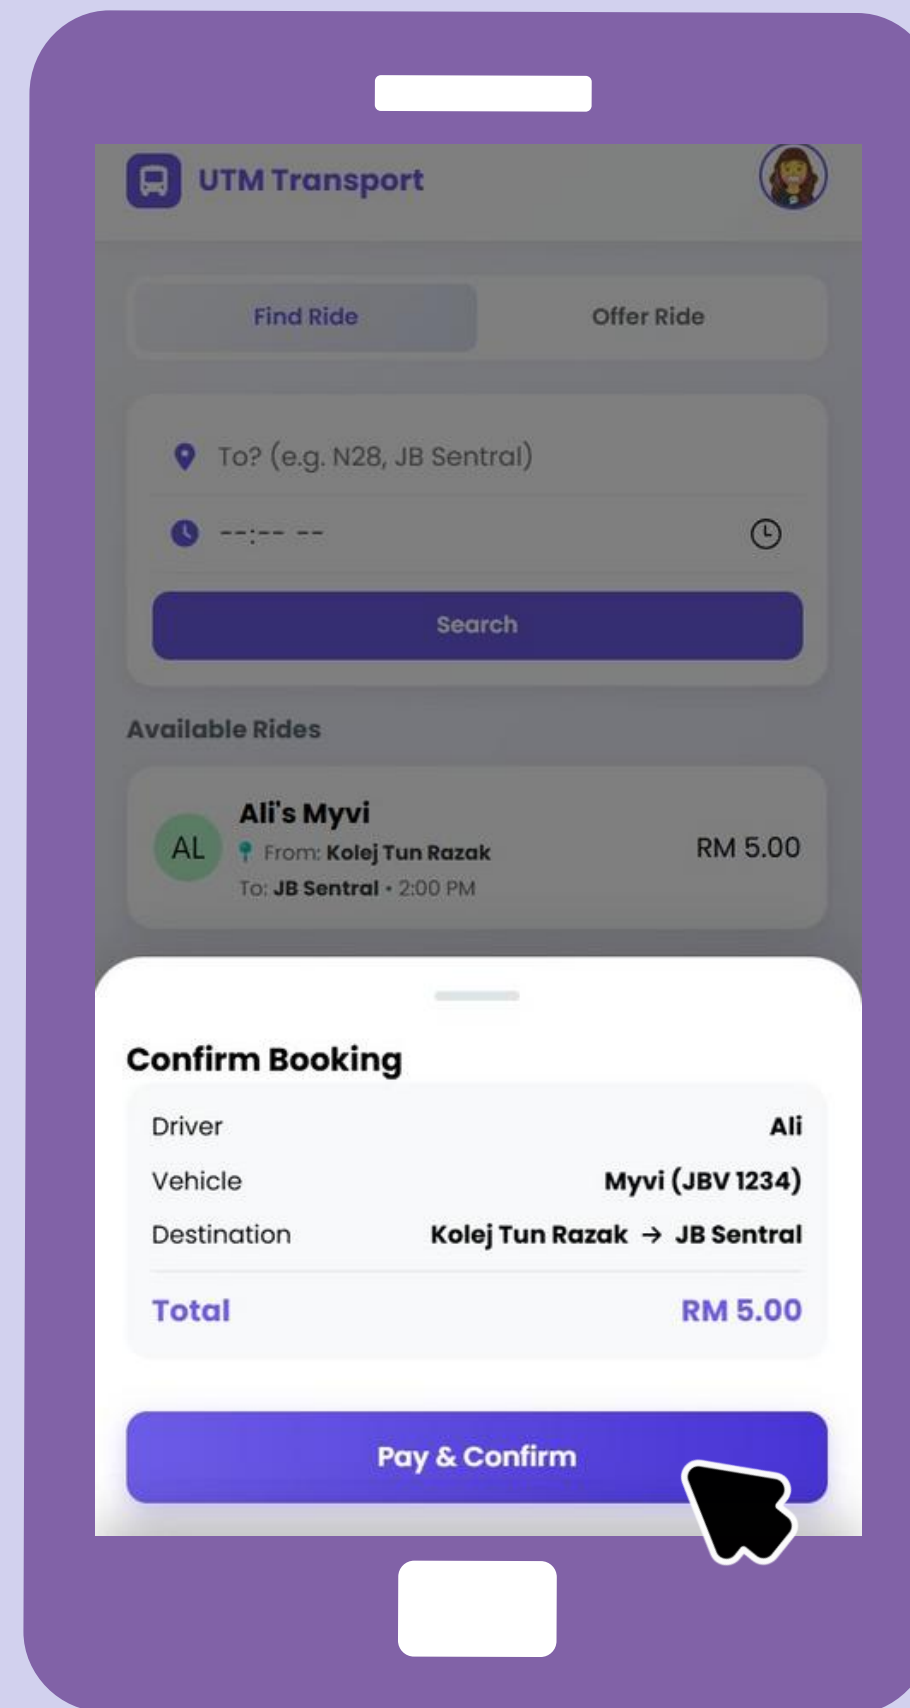 UTM Transport
Find Ride
Offer Ride
To? (e.g. N28, JB Sentral)
--:-- --
Search
Available Rides
Ali's Myvi
AL
From: Kolej Tun Razak
RM 5.00
To: JB Sentral • 2:00 PM
Confirm Booking
Driver Ali
Vehicle Myvi (JBV 1234)
Destination Kolej Tun Razak → JB Sentral
Total RM 5.00
Pay & Confirm